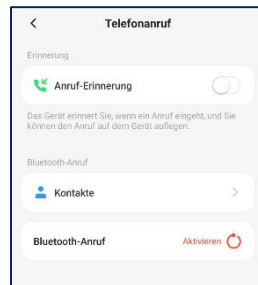 Telefonanruf
Erinnerung
Anruf-Erinnerung
Das Gerät erinnert Sie, wenn ein Anruf eingeht, und Sie
können den Anruf auf dem Gerät auflegen.
Bluetooth-Anruf
Kontakte
Bluetooth-Anruf Aktivieren